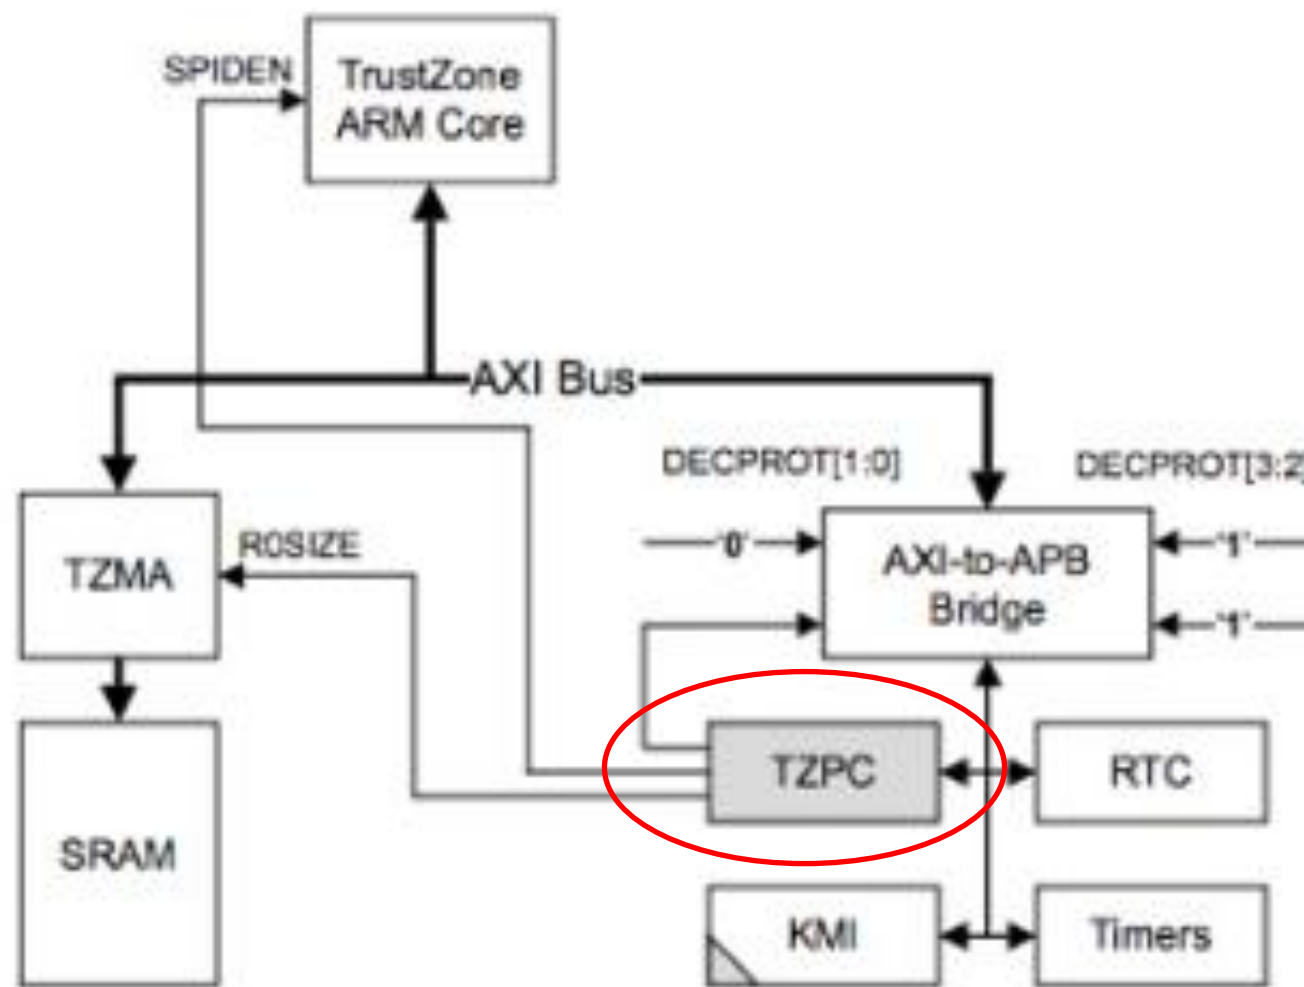 SPIDEN
TrustZone
ARM Core
AXI Bus
DECPROT[1:0]
DECPROT[3:2]
TZMA
R0SIZE
'0'
AXI-to-APB
Bridge
'1'
'1'
TZPC
RTC
SRAM
KMI
Timers